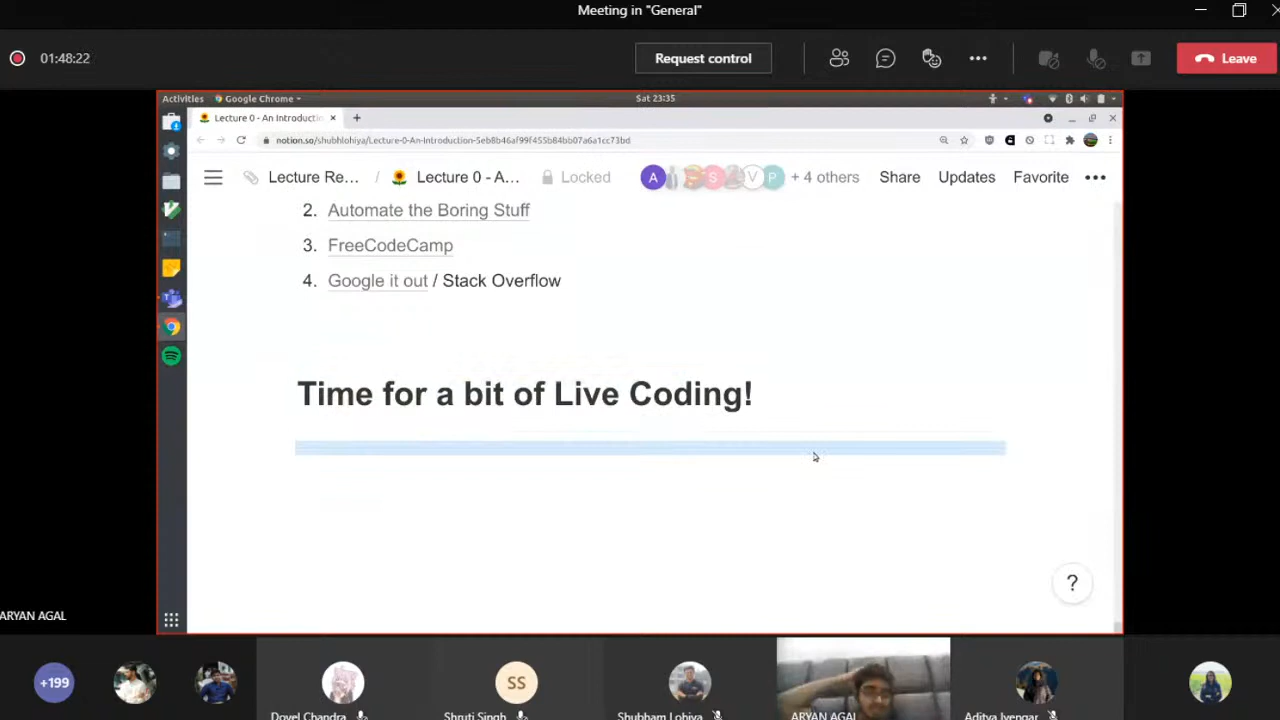 Meeting in "General"
01:48:22
Request control
Leave
Activities
Google Chrome
Sat 23:35
Lecture 0 - An Introductio
notion.so/shubhlohiya/Lecture-0-An-Introduction-5eb8b46af99f455b84bb07a6a1cc73bd
Lecture Re... / Lecture 0 - A... Locked
A S V P + 4 others Share Updates Favorite
2. Automate the Boring Stuff
3. FreeCodeCamp
4. Google it out / Stack Overflow
Time for a bit of Live Coding!
?
ARYAN AGAL
+199
SS
Dovel Chandra
Shruti Singh
Shubham Lohiya
ARYAN AGAL
Aditya Iyengar